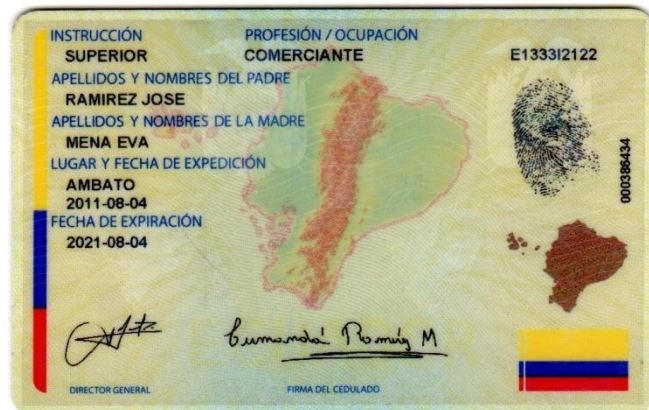 INSTRUCCIÓN PROFESIÓN / OCUPACIÓN
SUPERIOR COMERCIANTE E1333I2122
APELLIDOS Y NOMBRES DEL PADRE
RAMIREZ JOSE
APELLIDOS Y NOMBRES DE LA MADRE
MENA EVA
LUGAR Y FECHA DE EXPEDICIÓN
AMBATO
2011-08-04
FECHA DE EXPIRACIÓN
2021-08-04
000386434
Cumandá Ramírez M
DIRECTOR GENERAL FIRMA DEL CEDULADO